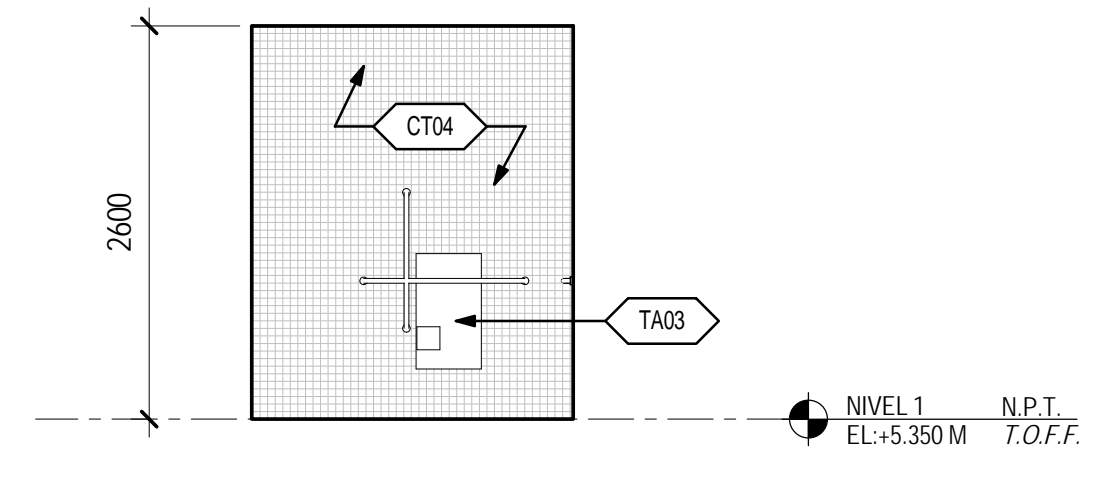 CT04
2600
TA03
NIVEL 1 N.P.T.
EL:+5.350 M T.O.F.F.